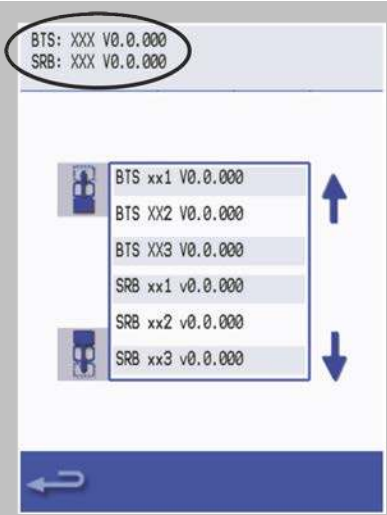 BTS: XXX V0.0.000
SRB: XXX V0.0.000
BTS xx1 V0.0.000
BTS XX2 V0.0.000
BTS XX3 V0.0.000
SRB xx1 v0.0.000
SRB xx2 v0.0.000
SRB xx3 v0.0.000